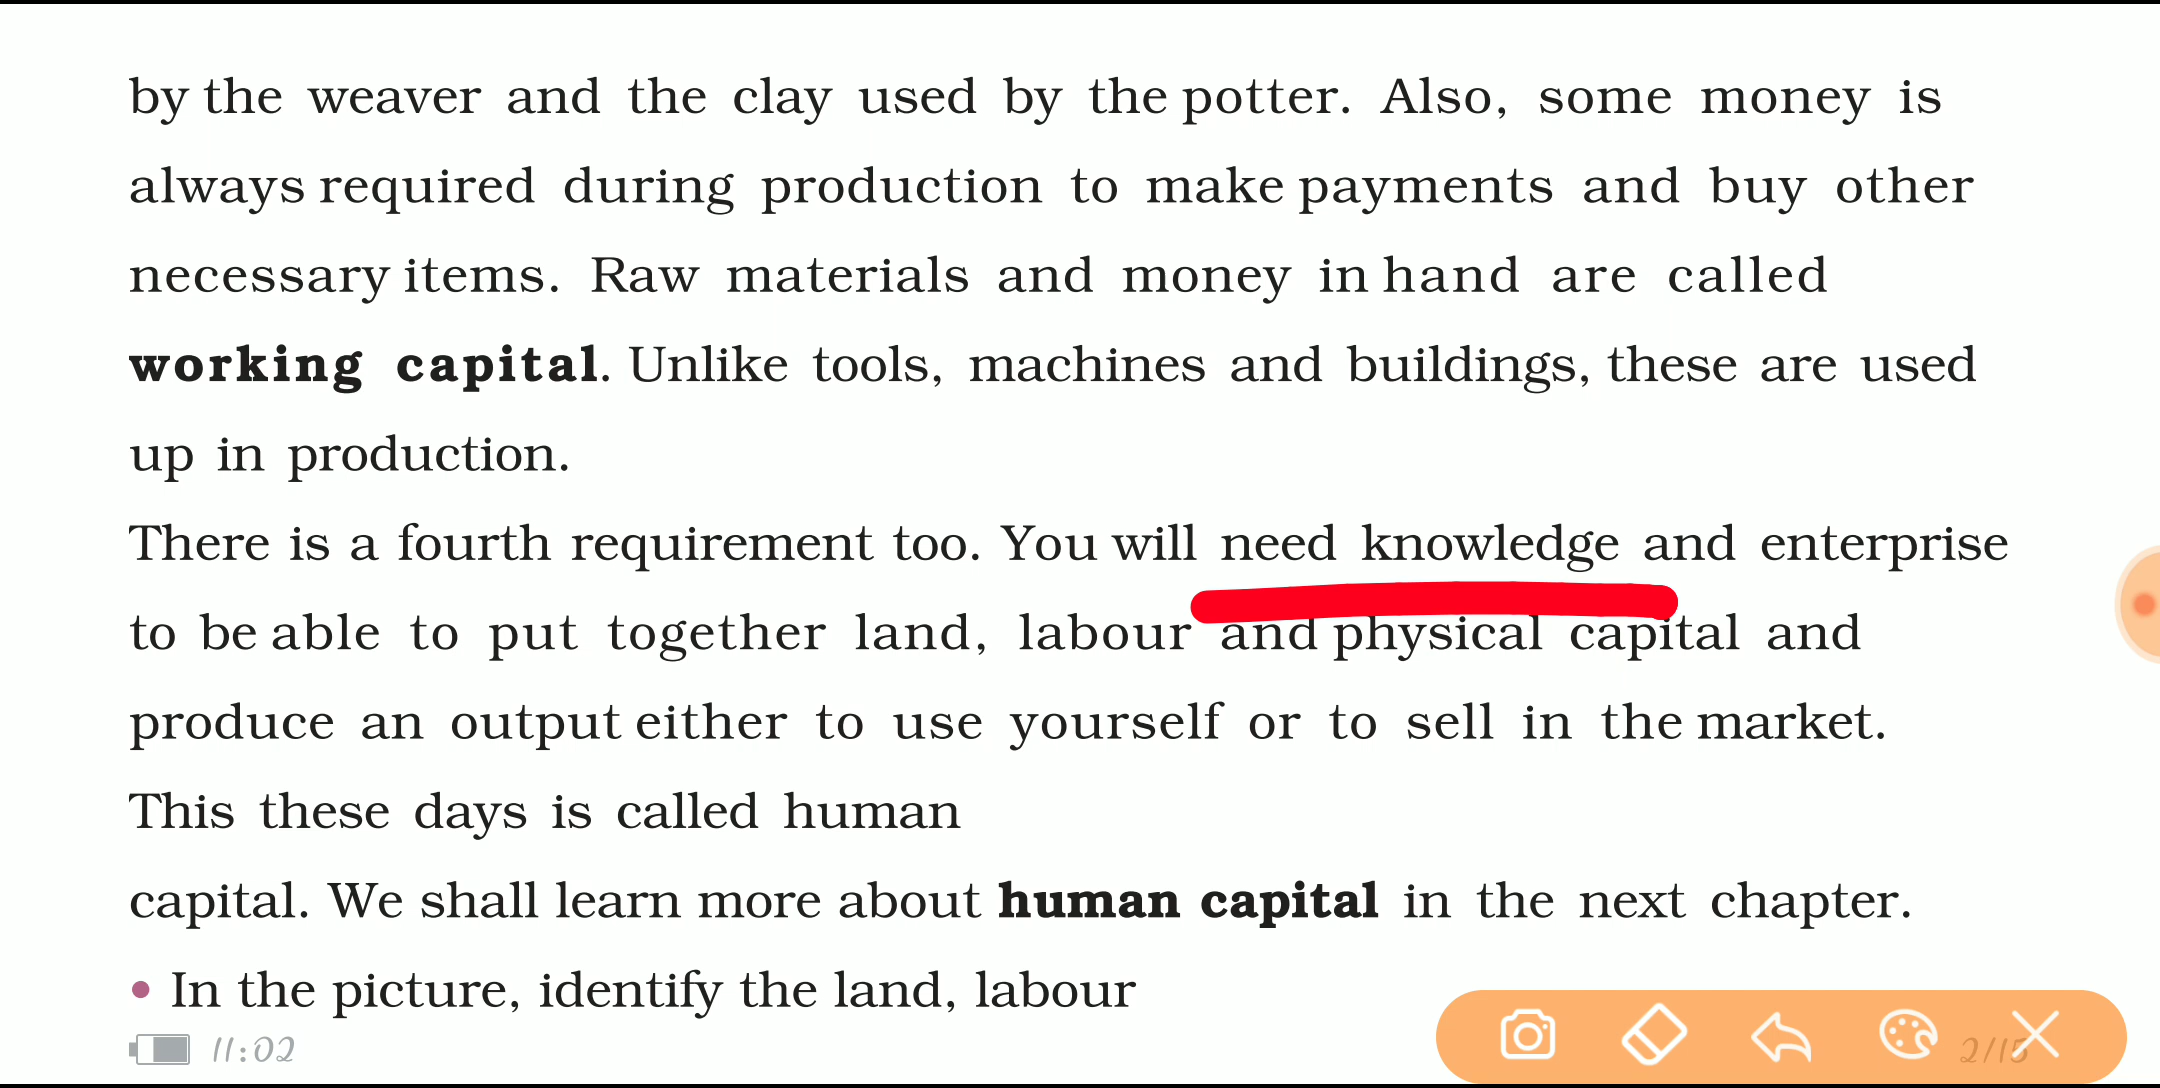 by the weaver and the clay used by the potter. Also, some money is
always required during production to make payments and buy other
necessary items. Raw materials and money in hand are called
working capital. Unlike tools, machines and buildings, these are used
up in production.
There is a fourth requirement too. You will need knowledge and enterprise
to be able to put together land, labour and physical capital and
produce an output either to use yourself or to sell in the market.
This these days is called human
capital. We shall learn more about human capital in the next chapter.
• In the picture, identify the land, labour
11:02
2/15